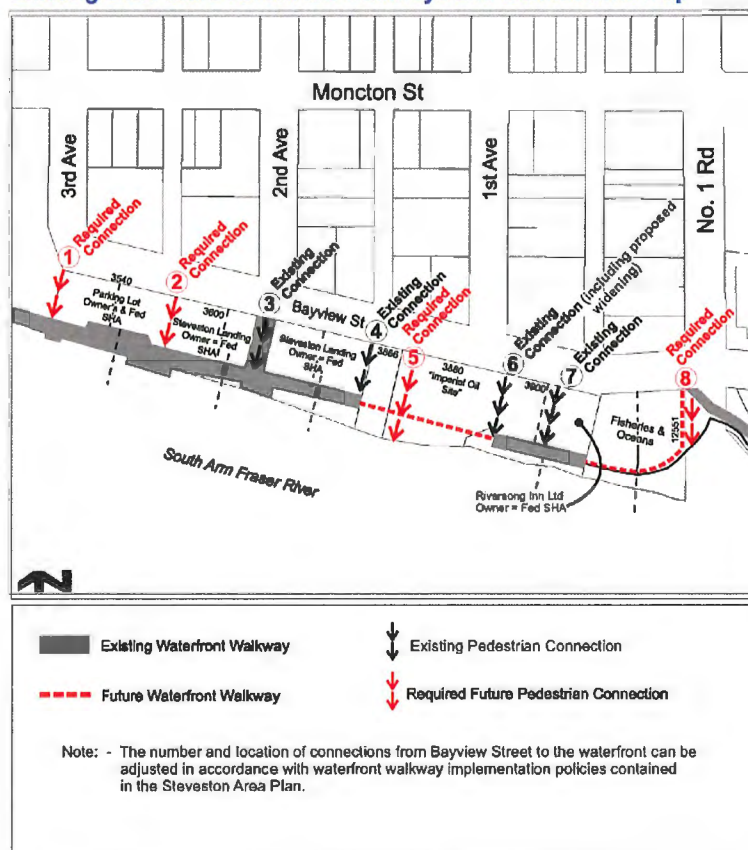 Moncton St
3rd Ave
2nd Ave
1st Ave
No. 1 Rd
1
Required
Connection
2
Required
Connection
3
Existing
Connection
4
Existing
Connection
5
Required
Connection
6
Existing
Connection (including proposed
widening)
7
Existing
Connection
8
Required
Connection
Bayview St
3540
Parking Lot
Owner's & Fed
SHA
3600
Steveston Landing
Owner = Fed
SHA
Steveston Landing
Owner = Fed
SHA
3866
3880
"Imperial Oil
Site"
3900
Fisheries &
Oceans
12551
Riversong Inn Ltd
Owner = Fed SHA
South Arm Fraser River
Existing Waterfront Walkway
Existing Pedestrian Connection
Future Waterfront Walkway
Required Future Pedestrian Connection
Note: - The number and location of connections from Bayview Street to the waterfront can be
adjusted in accordance with waterfront walkway implementation policies contained
in the Steveston Area Plan.